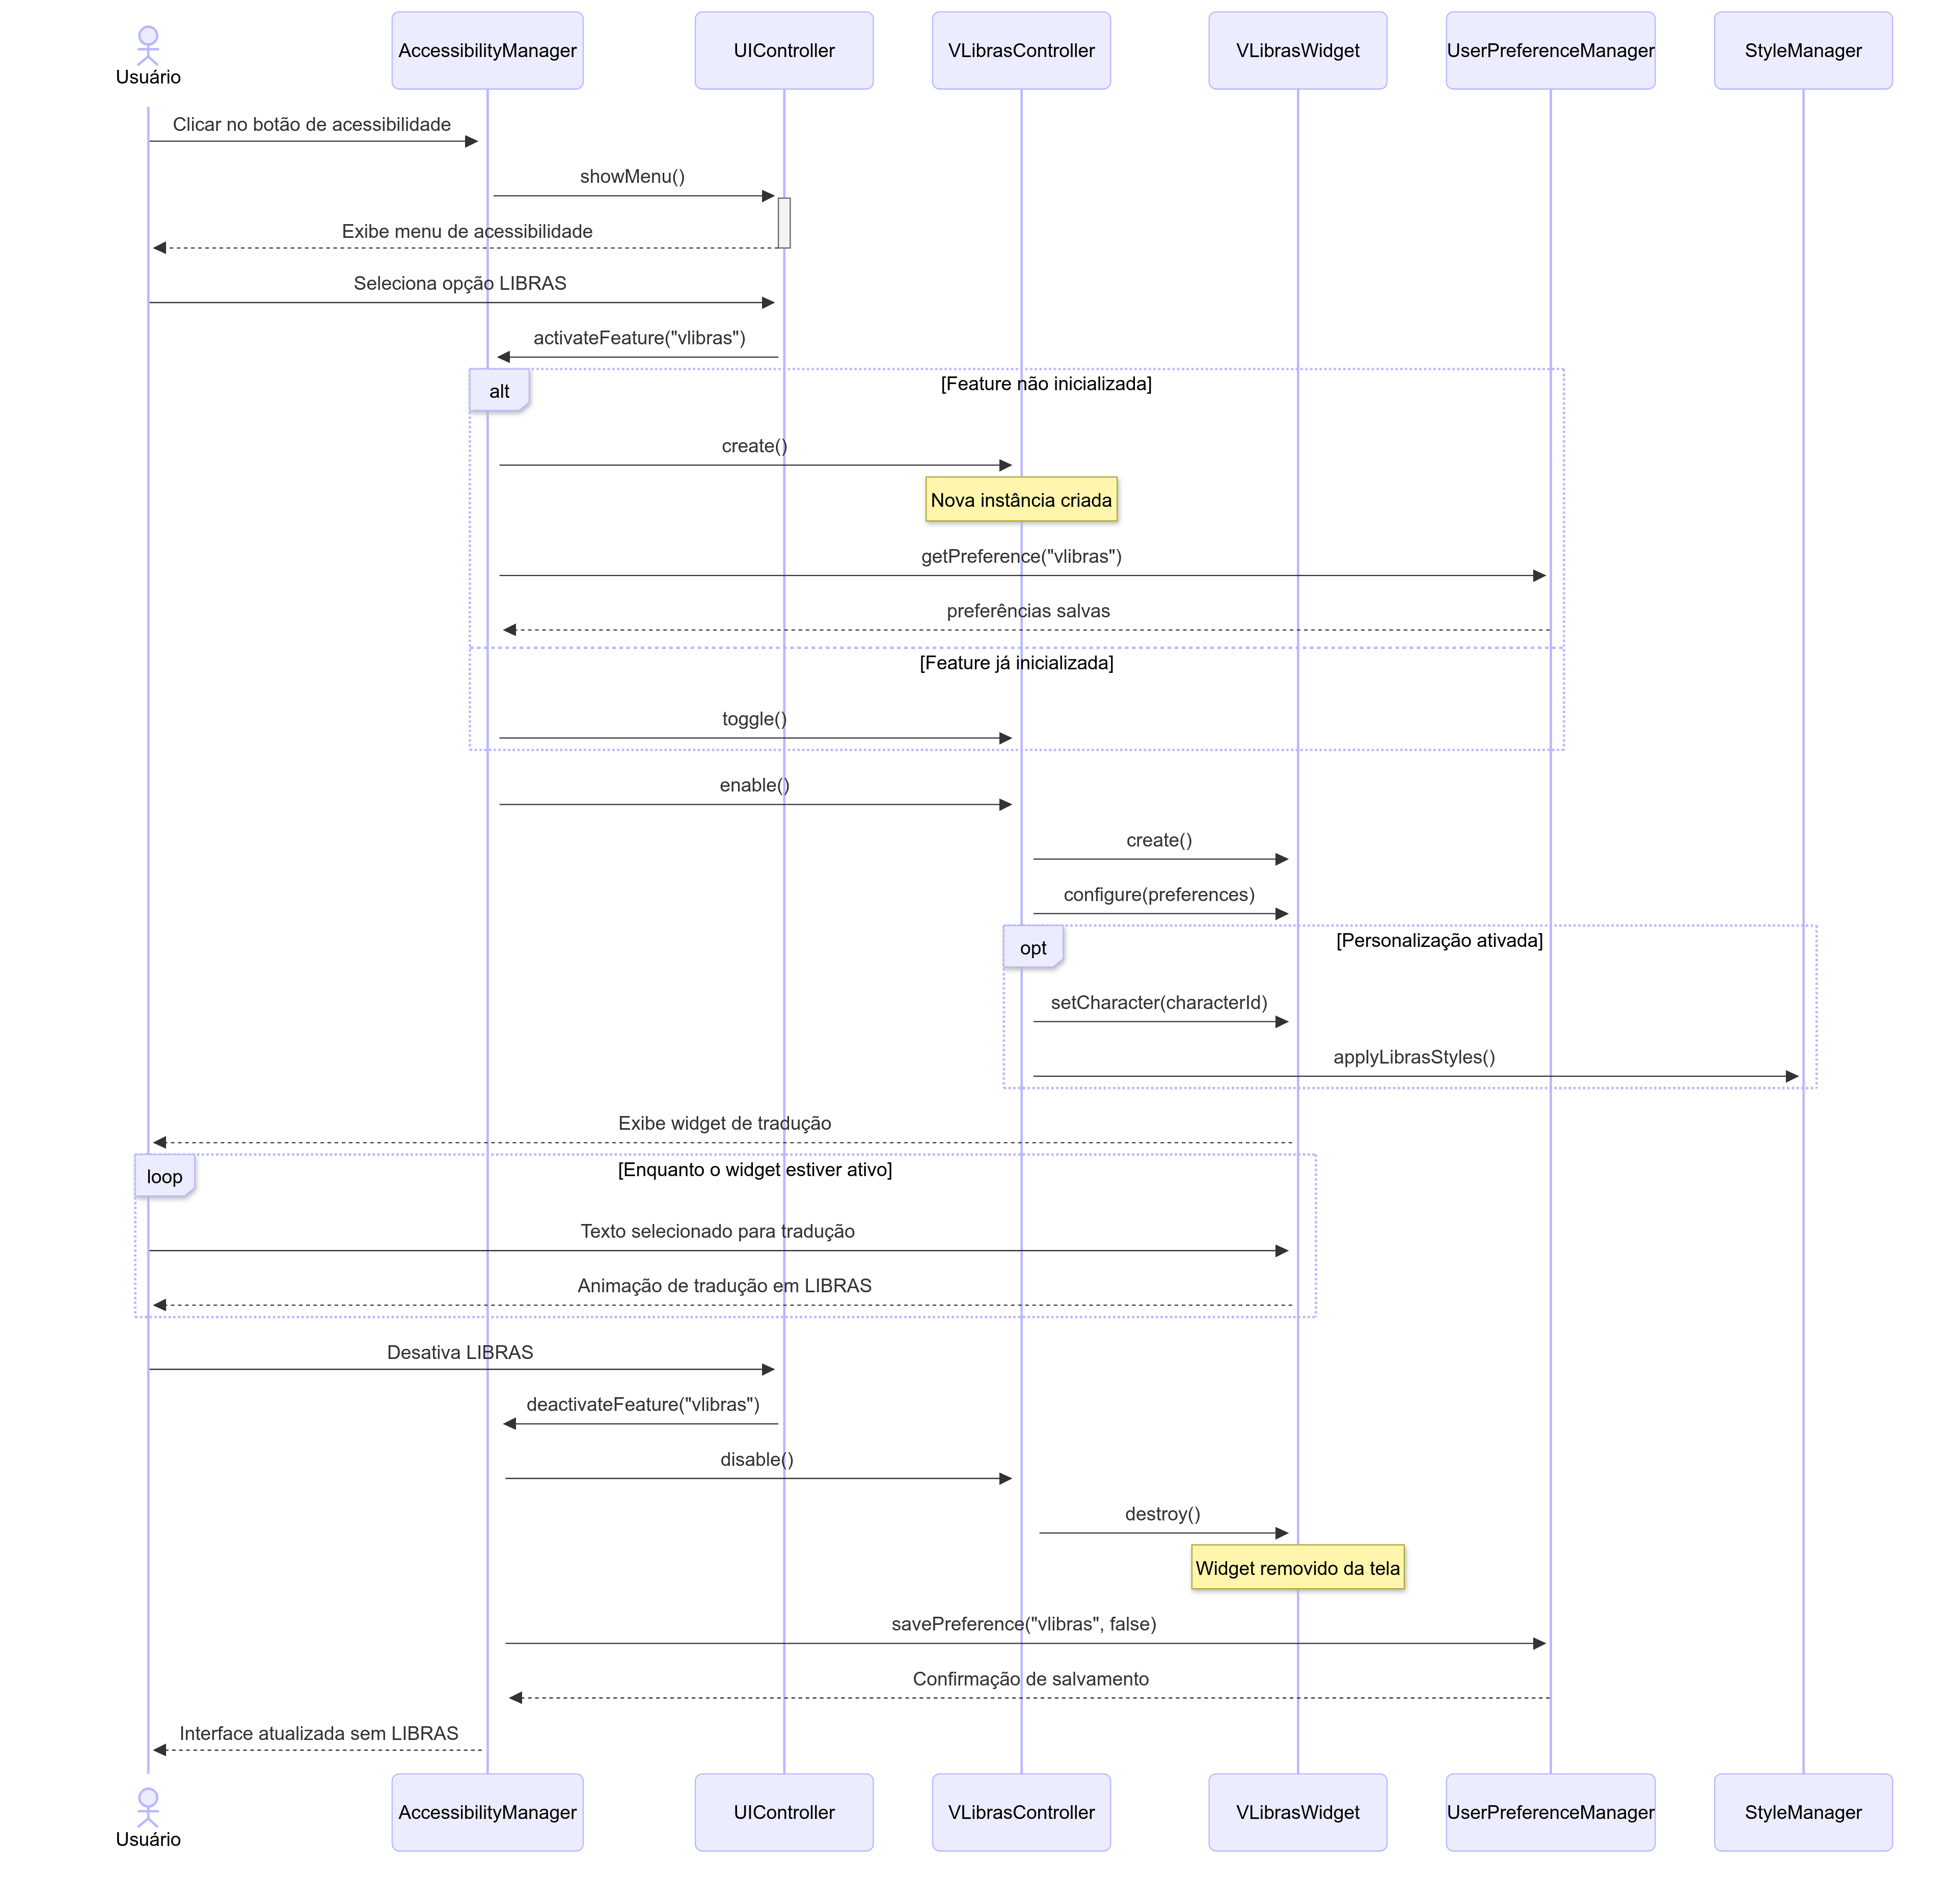 Usuário
AccessibilityManager
UIController
VLibrasController
VLibrasWidget
UserPreferenceManager
StyleManager
Clicar no botão de acessibilidade
showMenu()
Exibe menu de acessibilidade
Seleciona opção LIBRAS
activateFeature("vlibras")
alt
[Feature não inicializada]
create()
Nova instância criada
getPreference("vlibras")
preferências salvas
[Feature já inicializada]
toggle()
enable()
create()
configure(preferences)
opt
[Personalização ativada]
setCharacter(characterId)
applyLibrasStyles()
Exibe widget de tradução
loop
[Enquanto o widget estiver ativo]
Texto selecionado para tradução
Animação de tradução em LIBRAS
Desativa LIBRAS
deactivateFeature("vlibras")
disable()
destroy()
Widget removido da tela
savePreference("vlibras", false)
Confirmação de salvamento
Interface atualizada sem LIBRAS
Usuário
AccessibilityManager
UIController
VLibrasController
VLibrasWidget
UserPreferenceManager
StyleManager